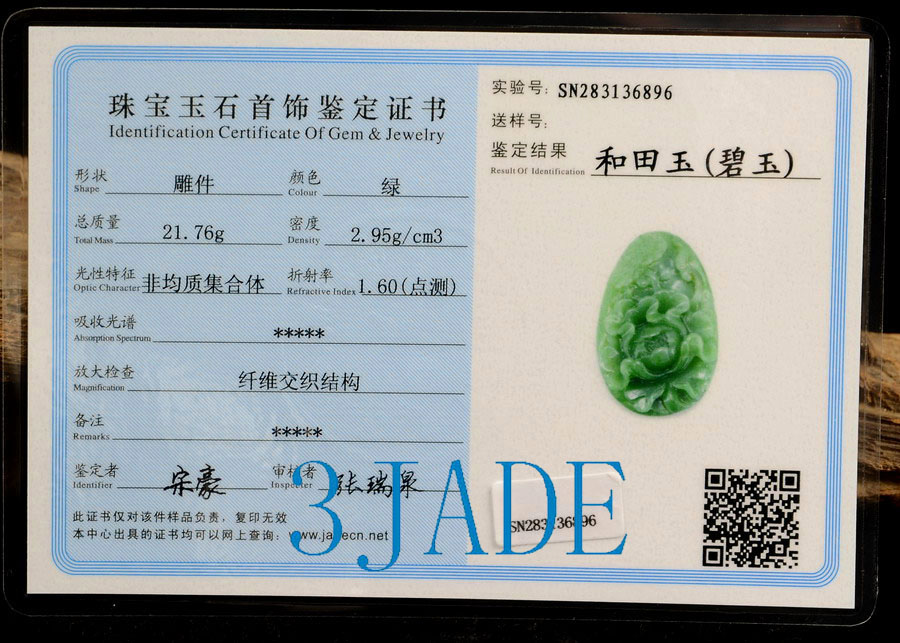 珠宝玉石首饰鉴定证书
Identification Certificate Of Gem & Jewelry
形状 雕件 颜色 绿
Shape Colour
总质量 21.76g 密度 2.95g/cm3
Total Mass Density
光性特征 非均质集合体 折射率 1.60(点测)
Optic Character Refractive Index
吸收光谱 *****
Absorption Spectrum
放大检查 纤维交织结构
Magnification
备注 *****
Remarks
鉴定者 宋豪 审核者 张瑞泉
Identifier Inspecter
此证书仅对该件样品负责，复印无效
本中心出具的证书均可以网上查询：www.jadecn.net
实验号：SN283136896
送样号：
鉴定结果 和田玉(碧玉)
Result Of Identification
SN283136896
3JADE